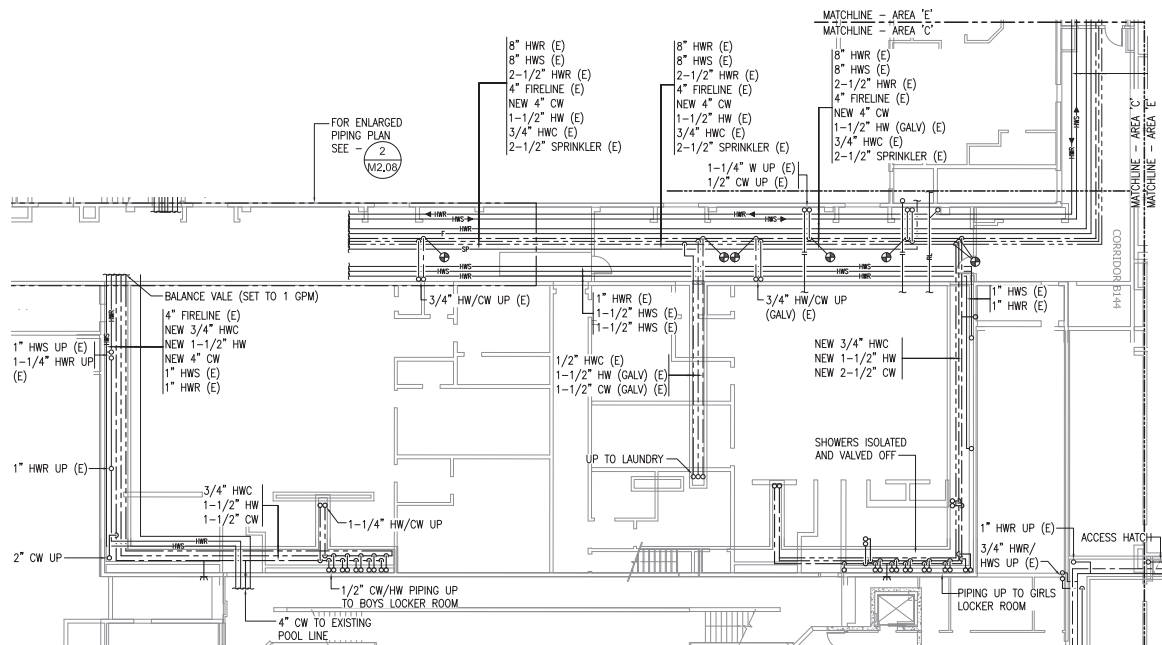 MATCHLINE - AREA 'E'
MATCHLINE - AREA 'C'
8" HWR (E)
8" HWS (E)
2-1/2" HWR (E)
4" FIRELINE (E)
NEW 4" CW
1-1/2" HW (E)
3/4" HWC (E)
2-1/2" SPRINKLER (E)
8" HWR (E)
8" HWS (E)
2-1/2" HWR (E)
4" FIRELINE (E)
NEW 4" CW
1-1/2" HW (E)
3/4" HWC (E)
2-1/2" SPRINKLER (E)
8" HWR (E)
8" HWS (E)
2-1/2" HWR (E)
4" FIRELINE (E)
NEW 4" CW
1-1/2" HW (GALV) (E)
3/4" HWC (E)
2-1/2" SPRINKLER (E)
FOR ENLARGED
PIPING PLAN
SEE -
2
M2.08
1-1/4" W UP (E)
1/2" CW UP (E)
HWR
HWS
MATCHLINE - AREA 'C'
MATCHLINE - AREA 'E'
HWR
HWS
HWR
HWS
HWR
F
SP
HWS
HWR
HWS
HWR
RL
CORRIDOR B144
BALANCE VALE (SET TO 1 GPM)
3/4" HW/CW UP (E)
1" HWR (E)
1-1/2" HWS (E)
1-1/2" HWS (E)
3/4" HW/CW UP
(GALV) (E)
1" HWS (E)
1" HWR (E)
4" FIRELINE (E)
NEW 3/4" HWC
NEW 1-1/2" HW
NEW 4" CW
1" HWS (E)
1" HWR (E)
HWR
HWS
1" HWS UP (E)
1-1/4" HWR UP
(E)
1/2" HWC (E)
1-1/2" HW (GALV) (E)
1-1/2" CW (GALV) (E)
NEW 3/4" HWC
NEW 1-1/2" HW
NEW 2-1/2" CW
1" HWR UP (E)
UP TO LAUNDRY
SHOWERS ISOLATED
AND VALVED OFF
3/4" HWC
1-1/2" HW
1-1/2" CW
1-1/4" HW/CW UP
HWR
HWS
2" CW UP
1" HWR UP (E)
3/4" HWR/
HWS UP (E)
ACCESS HATCH
1/2" CW/HW PIPING UP
TO BOYS LOCKER ROOM
4" CW TO EXISTING
POOL LINE
PIPING UP TO GIRLS
LOCKER ROOM